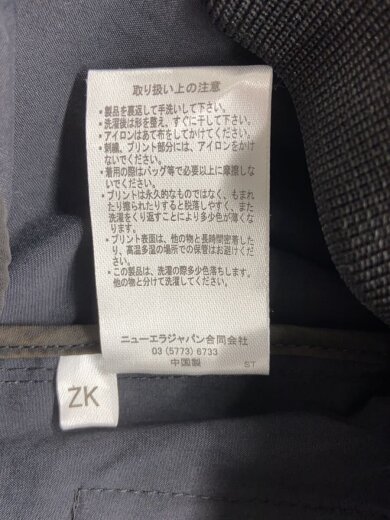 取り扱い上の注意
・製品を裏返して手洗いして下さい。
・洗濯後は形を整え、すぐに干して下さい。
・アイロンはあて布をしてかけてください。
・刺繍、プリント部分には、アイロンをかけ
ないでください。
・着用の際はバッグ等で必要以上に摩擦しな
いでください。
・プリントは永久的なものではなく、もまれ
たり擦られたりすると脱落しやすく、また
洗濯をくり返すことにより多少色が薄くな
ります。
・プリント表面は、他の物と長時間密着した
り、高温多湿の場所での保管はお避けくだ
さい。
・この製品は、洗濯の際多少色落ちします。
他の物と分けて洗濯してください。
ニューエラジャパン合同会社
03 (5773) 6733
中国製
ST
ZK